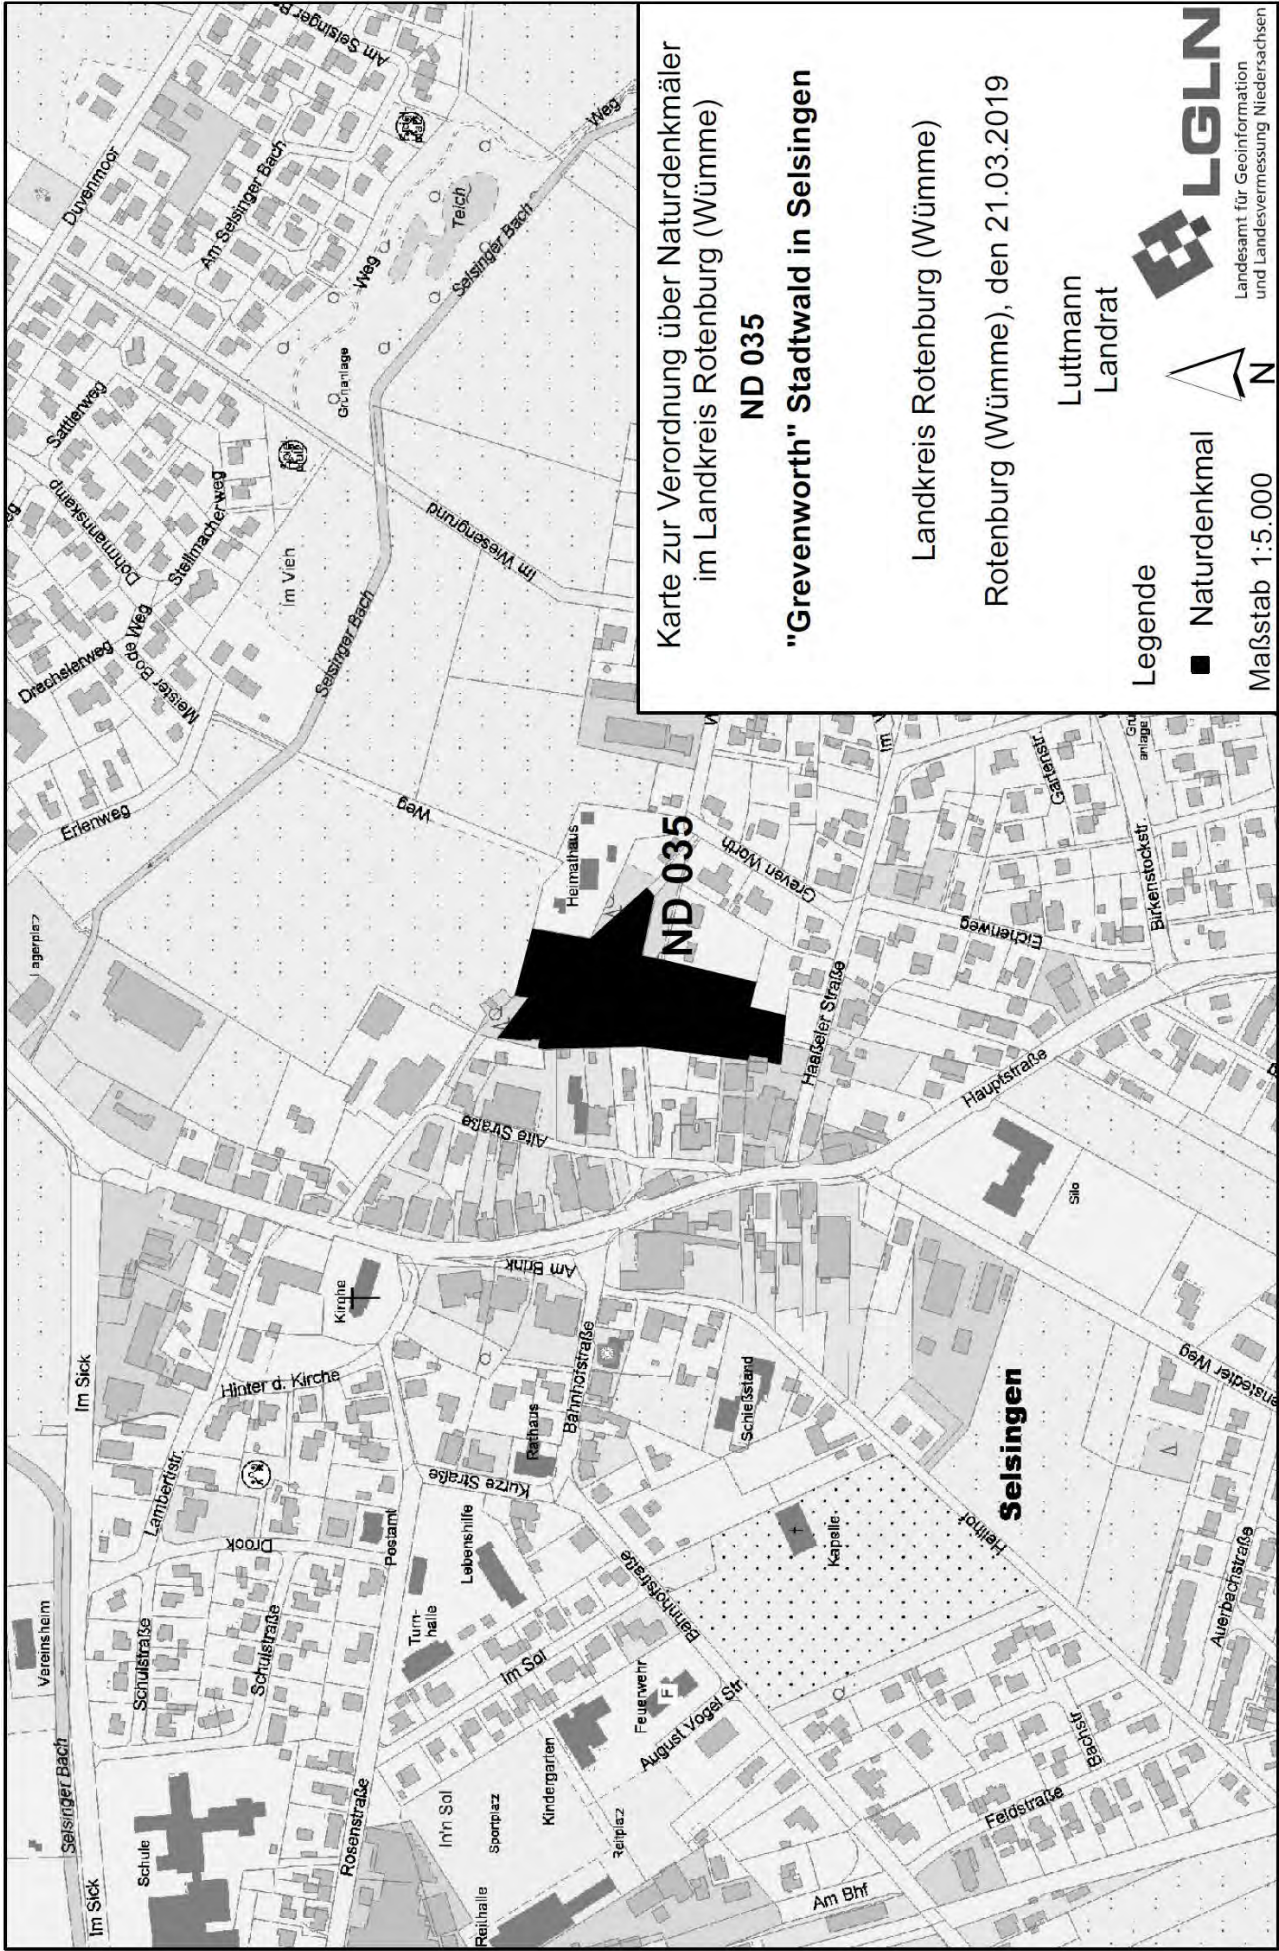 Karte zur Verordnung über Naturdenkmäler
im Landkreis Rotenburg (Wümme)
ND 035
"Grevenworth" Stadtwald in Selsingen
Landkreis Rotenburg (Wümme)
Rotenburg (Wümme), den 21.03.2019
Luttmann
Landrat
Legende
Naturdenkmal
Maßstab 1:5.000
N
LGLN
Landesamt für Geoinformation
und Landesvermessung Niedersachsen
Im Sick
Selsinger Bach
Vereinsheim
Schule
Schulstraße
Schulstraße
Lambertistr.
Drock
Im Sick
Hinter d. Kirche
Kirche
Rosenstraße
Postamt
Turn-
halle
Lebenshilfe
Kurze Straße
Rathaus
Bahnhofstraße
Am Brink
In'n Sol
Sportplatz
Im Sol
Kindergarten
Feuerwehr
F
Reitplatz
Reithalle
August Vogel Str.
Bahnhofstraße
Schießstand
Kapelle
Heilhof
Selsingen
Am Bhf
Feldstraße
Bachstr.
Auerbachstraße
Silo
Hauptstraße
Haaßeler Straße
Alte Straße
ND 035
Heimathaus
Greven Worth
Eichenweg
Birkenstockstr.
Gartenstr.
Weg
Erlenweg
Selsinger Bach
Drechslerweg
Meister Bode Weg
Stellmacherweg
Dohrmannskamp
Sattlerweg
Im Vieh
Im Wiesengrund
Grünanlage
Weg
Teich
Selsinger Bach
Weg
Duvenmoor
Am Selsinger Bach